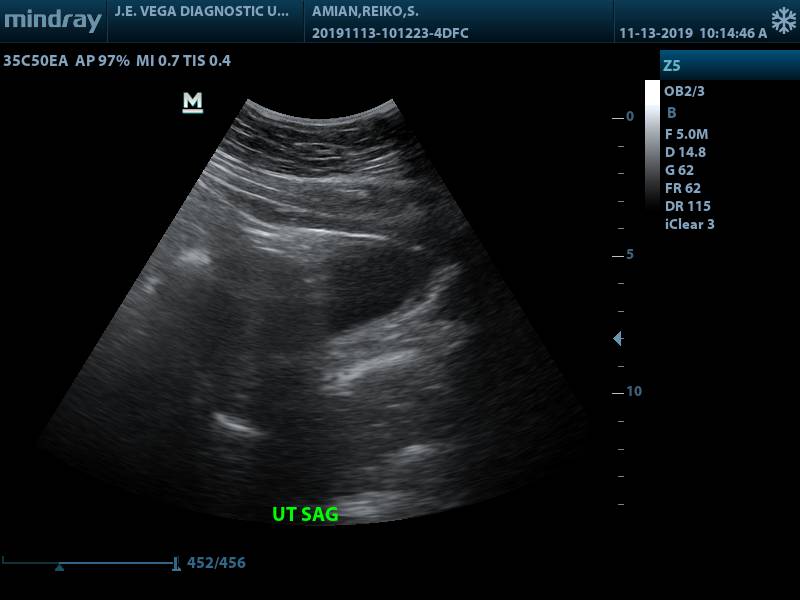 mindray
J.E. VEGA DIAGNOSTIC U...
AMIAN,REIKO,S.
20191113-101223-4DFC
11-13-2019 10:14:46 A
35C50EA AP 97% MI 0.7 TIS 0.4
Z5
M
OB2/3
B
F 5.0M
D 14.8
G 62
FR 62
DR 115
iClear 3
0
5
10
UT SAG
452/456